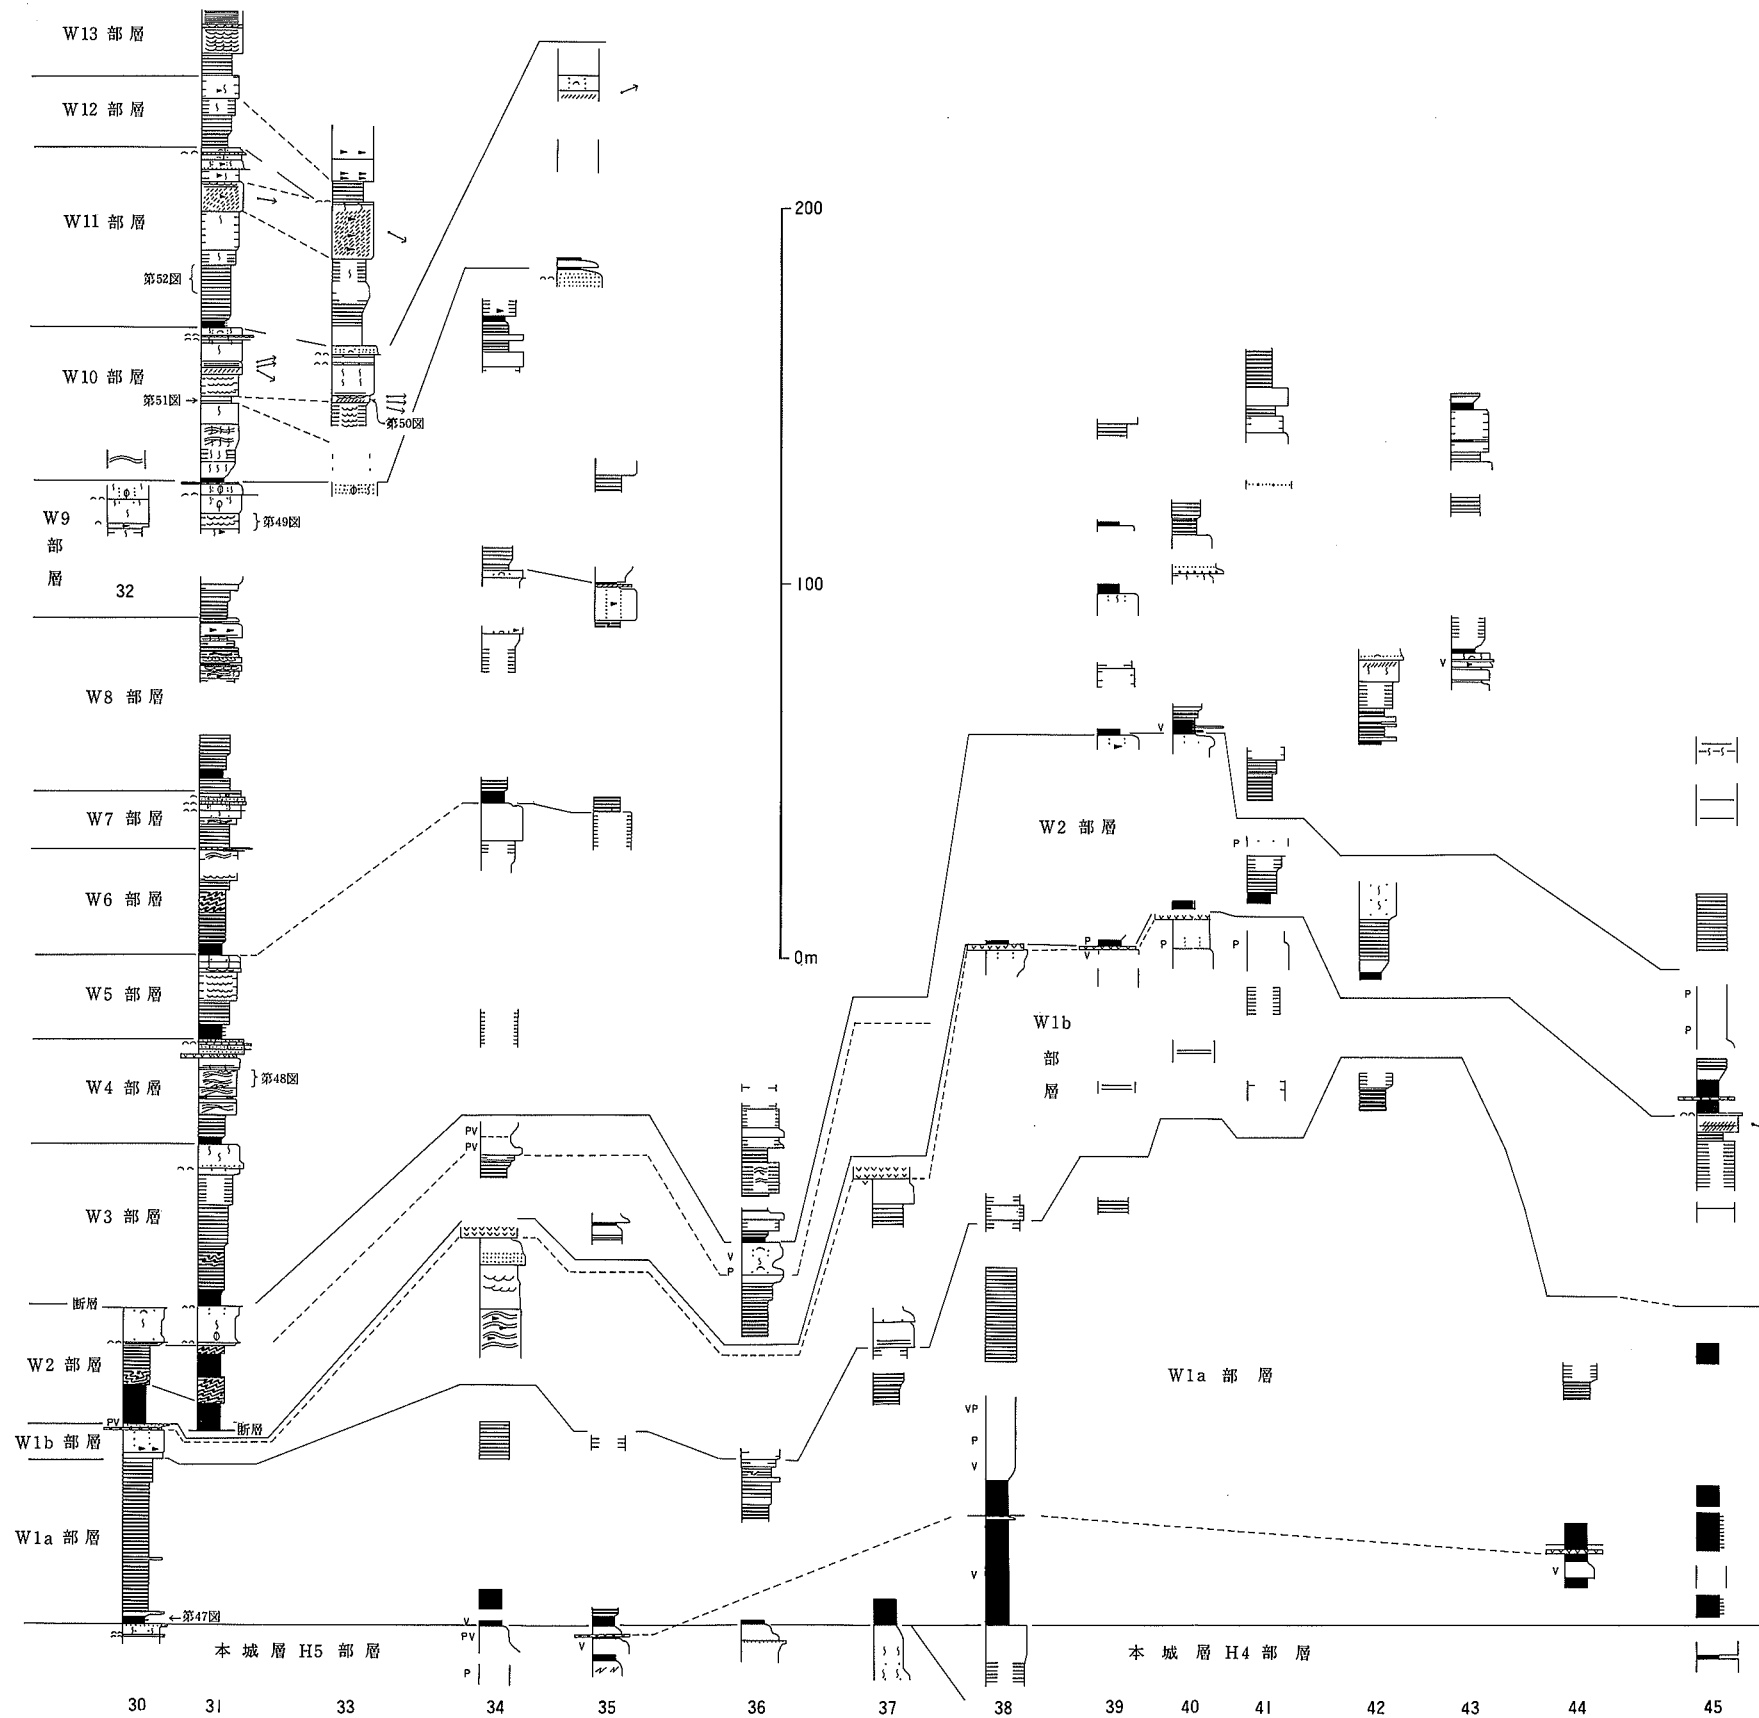 W13 部層
W12 部層
W11 部層
第52図
W10 部層
第51図
第50図
W9
部
層
第49図
32
W8 部層
W7 部層
W6 部層
W5 部層
W4 部層
第48図
W3 部層
断層
W2 部層
PV
断層
W1b 部層
W1a 部層
第47図
本城層 H5 部層
200
100
0m
PV
PV
V
PV
P
V
V
P
V
W2 部層
P
V
P
V
P
P
W1b
部
層
V
P
P
W1a 部層
VP
P
V
V
V
本城層 H4 部層
30 31 33 34 35 36 37 38 39 40 41 42 43 44 45